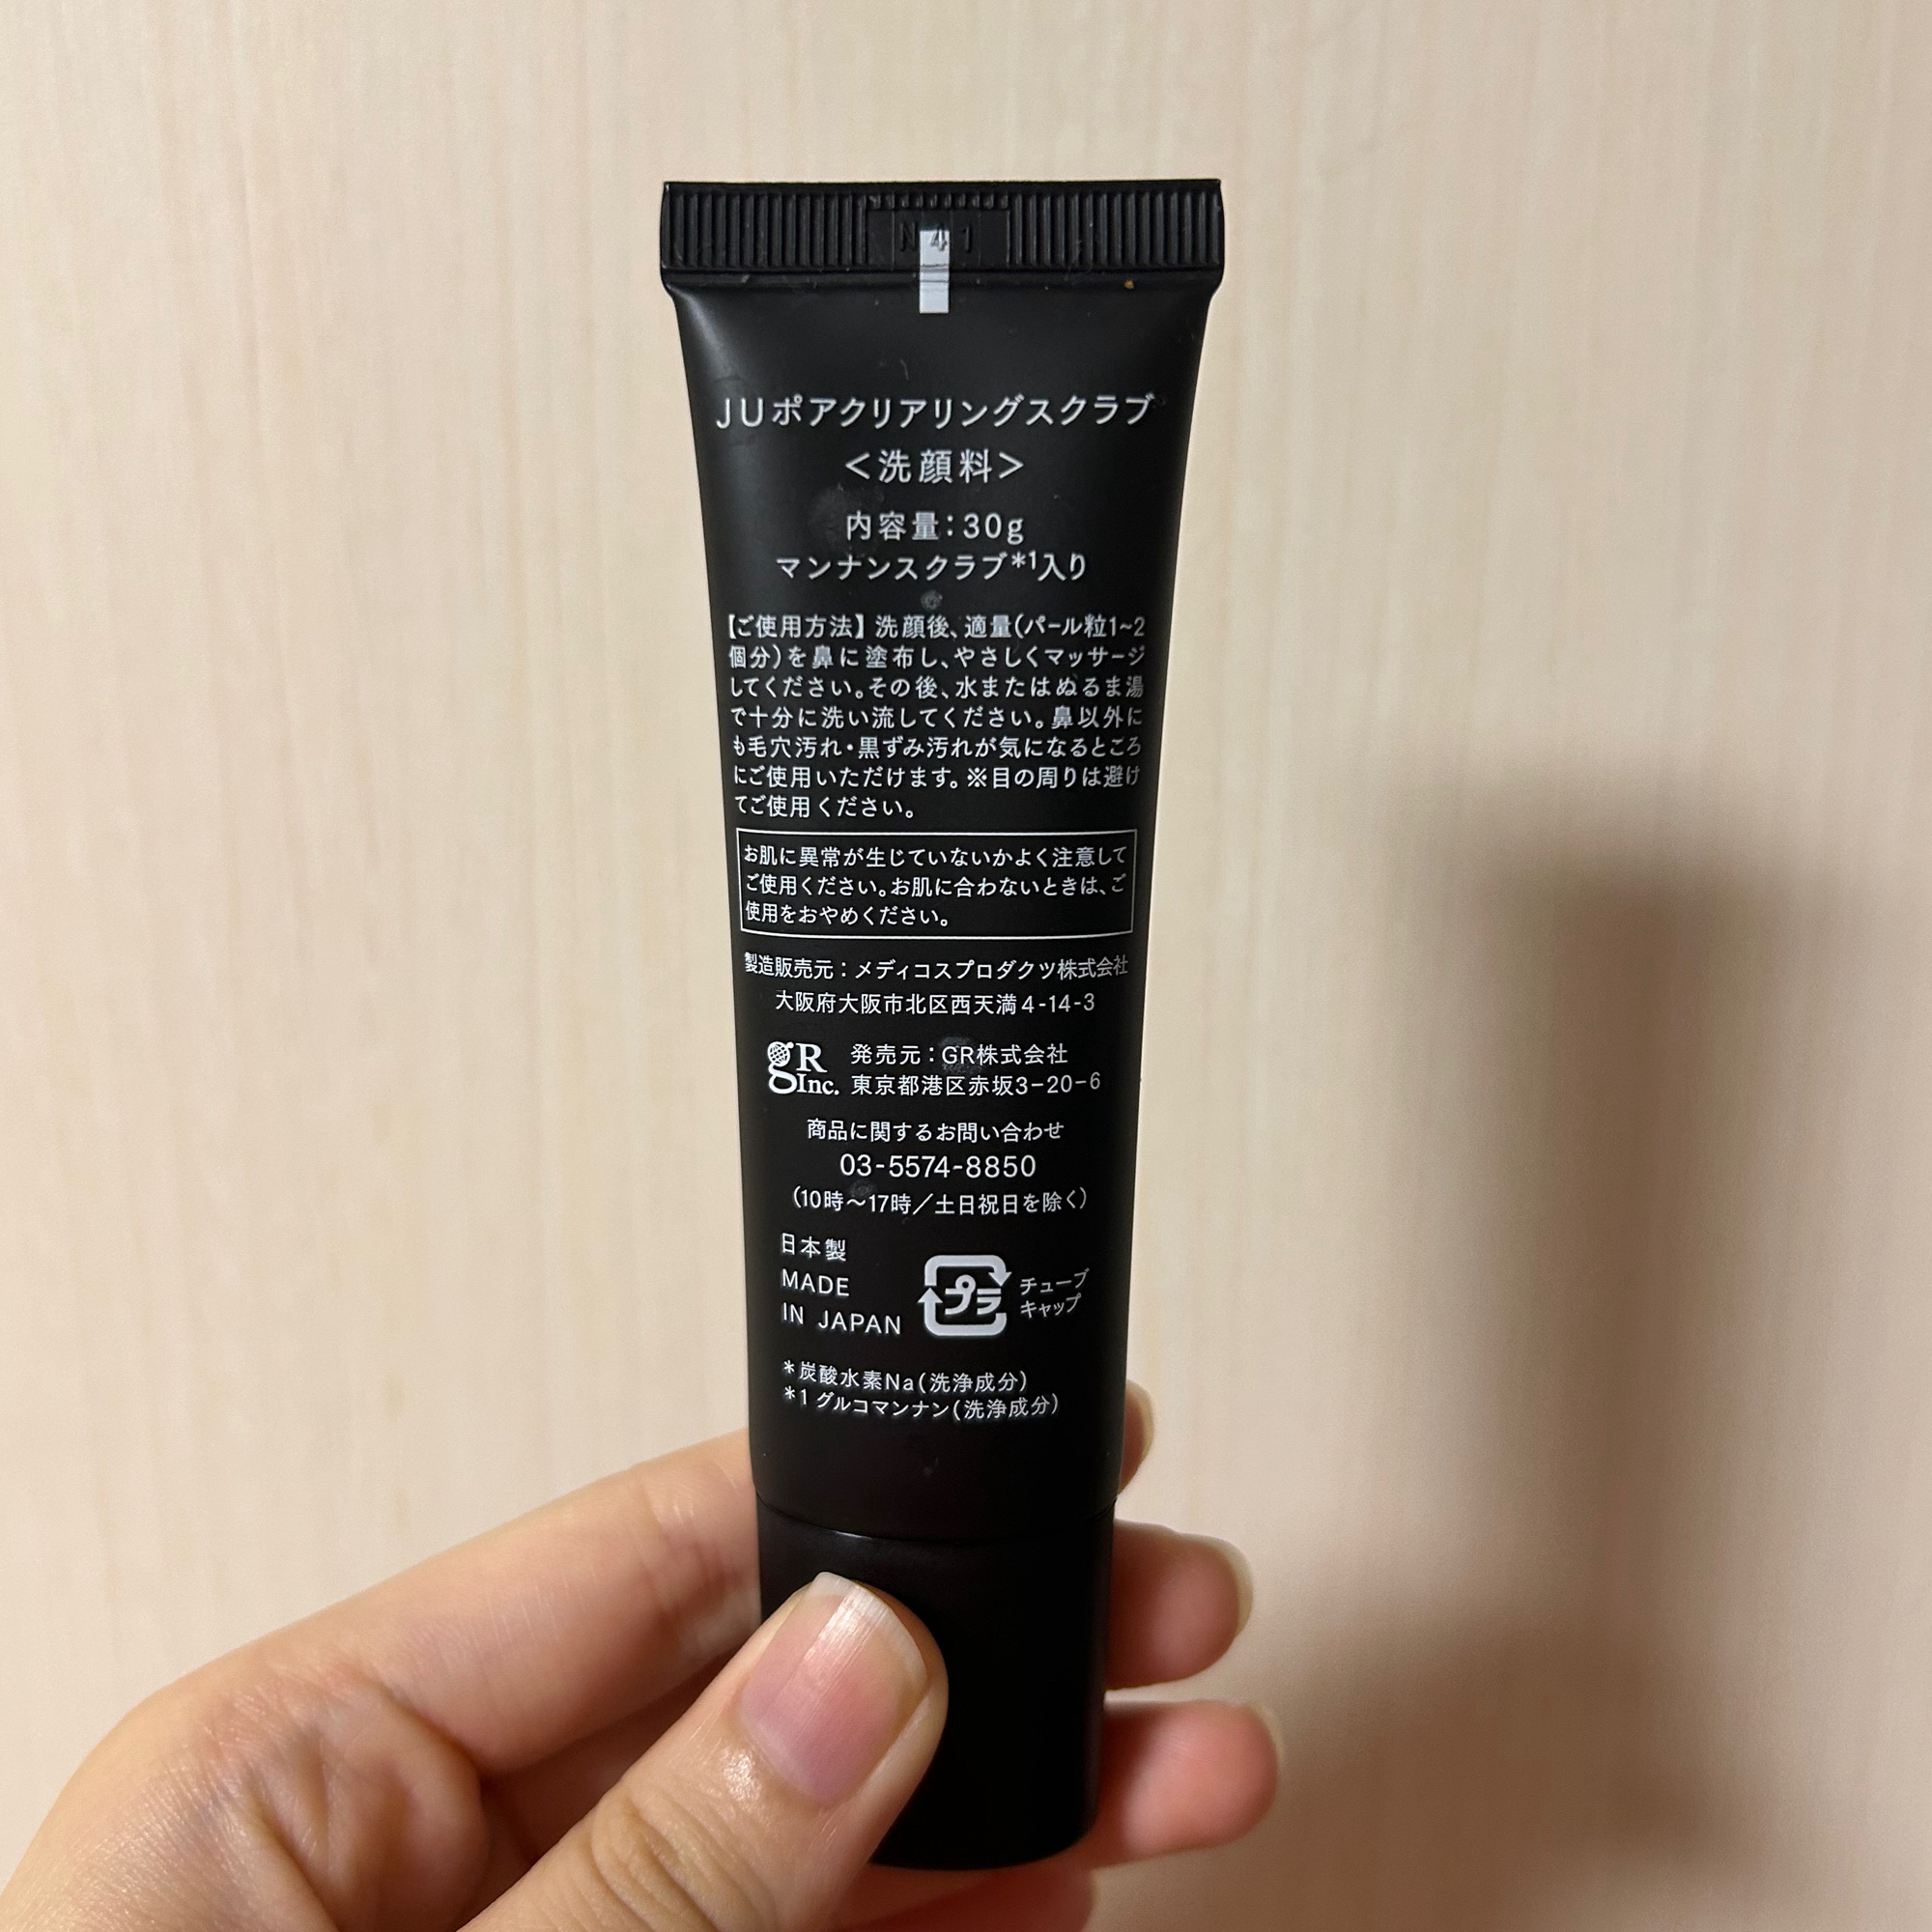 N41
JUポアクリアリングスクラブ
＜洗顔料＞
内容量：30g
マンナンスクラブ*1入り
【ご使用方法】洗顔後、適量（パール粒1~2
個分）を鼻に塗布し、やさしくマッサージ
してください。その後、水またはぬるま湯
で十分に洗い流してください。鼻以外に
も毛穴汚れ・黒ずみ汚れが気になるところ
にご使用いただけます。※目の周りは避け
てご使用ください。
お肌に異常が生じていないかよく注意して
ご使用ください。お肌に合わないときは、ご
使用をおやめください。
製造販売元：メディコスプロダクツ株式会社
大阪府大阪市北区西天満4-14-3
gR Inc.
発売元：GR株式会社
東京都港区赤坂3-20-6
商品に関するお問い合わせ
03-5574-8850
（10時～17時／土日祝日を除く）
日本製
MADE
IN JAPAN
プラ
チューブ
キャップ
＊炭酸水素Na（洗浄成分）
＊1 グルコマンナン（洗浄成分）